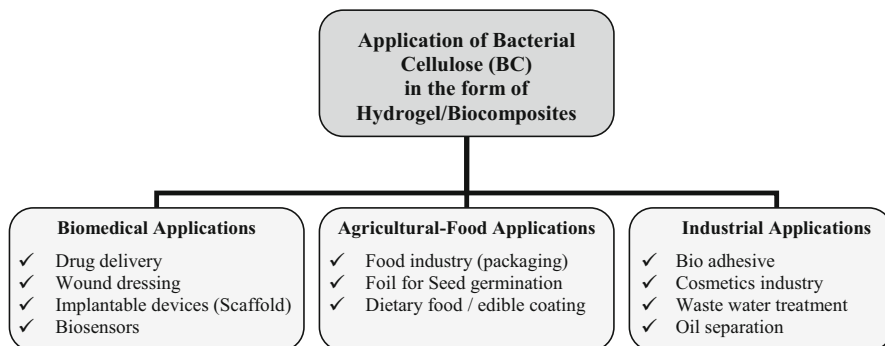 Application of Bacterial
Cellulose (BC)
in the form of
Hydrogel/Biocomposites
Biomedical Applications
✓ Drug delivery
✓ Wound dressing
✓ Implantable devices (Scaffold)
✓ Biosensors
Agricultural-Food Applications
✓ Food industry (packaging)
✓ Foil for Seed germination
✓ Dietary food / edible coating
Industrial Applications
✓ Bio adhesive
✓ Cosmetics industry
✓ Waste water treatment
✓ Oil separation